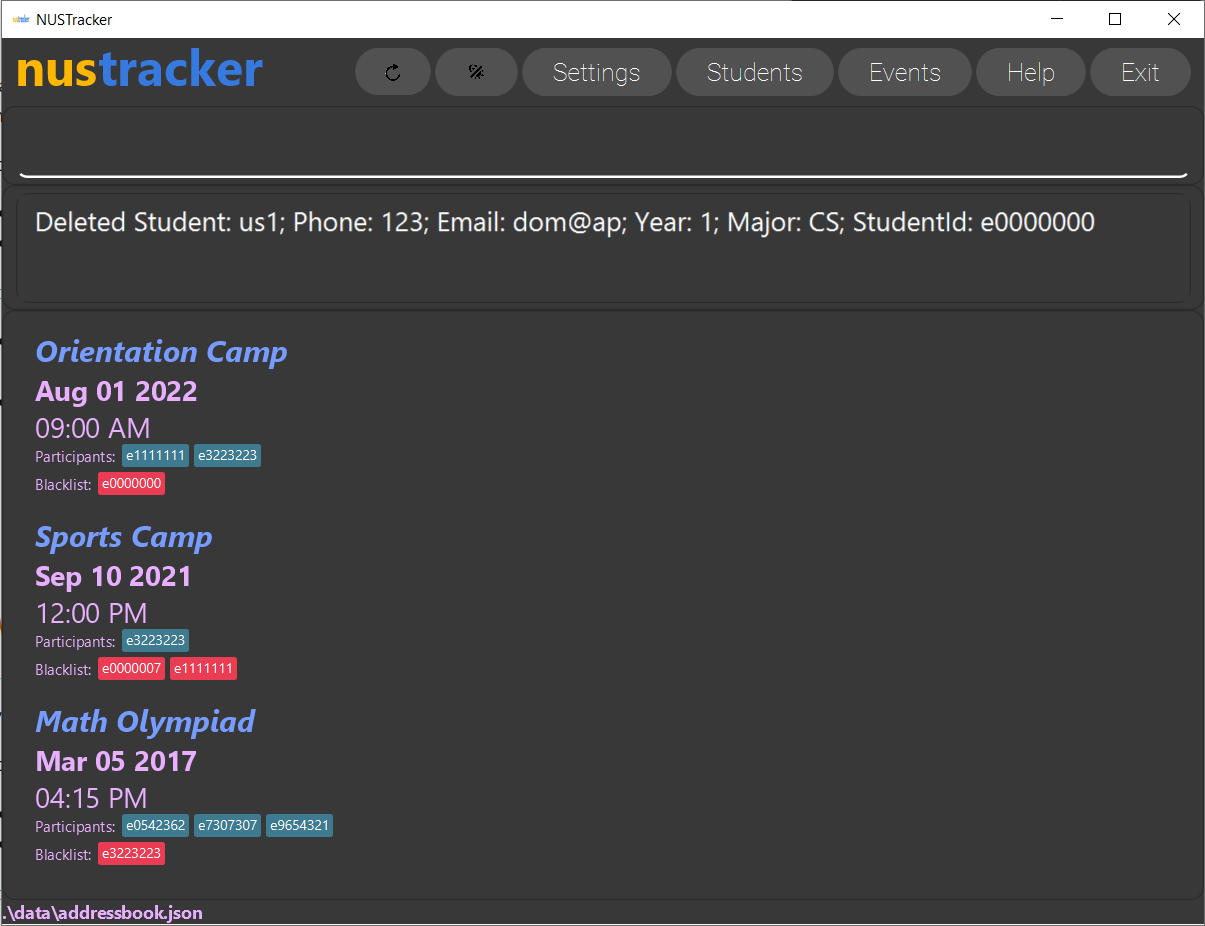 NUSTracker
nustracker Settings Students Events Help Exit
Deleted Student: us1; Phone: 123; Email: dom@ap; Year: 1; Major: CS; StudentId: e0000000
Orientation Camp
Aug 01 2022
09:00 AM
Participants: e1111111 e3223223
Blacklist: e0000000
Sports Camp
Sep 10 2021
12:00 PM
Participants: e3223223
Blacklist: e0000007 e1111111
Math Olympiad
Mar 05 2017
04:15 PM
Participants: e0542362 e7307307 e9654321
Blacklist: e3223223
.\data\addressbook.json